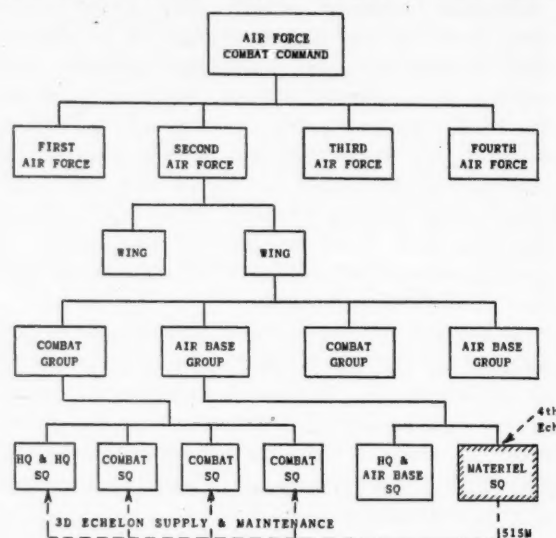 AIR FORCE
COMBAT COMMAND
FIRST
AIR FORCE
SECOND
AIR FORCE
THIRD
AIR FORCE
FOURTH
AIR FORCE
WING
WING
COMBAT
GROUP
AIR BASE
GROUP
COMBAT
GROUP
AIR BASE
GROUP
4th
Ech
HQ & HQ
SQ
COMBAT
SQ
COMBAT
SQ
COMBAT
SQ
HQ &
AIR BASE
SQ
MATERIEL
SQ
3D ECHELON SUPPLY & MAINTENANCE
515M